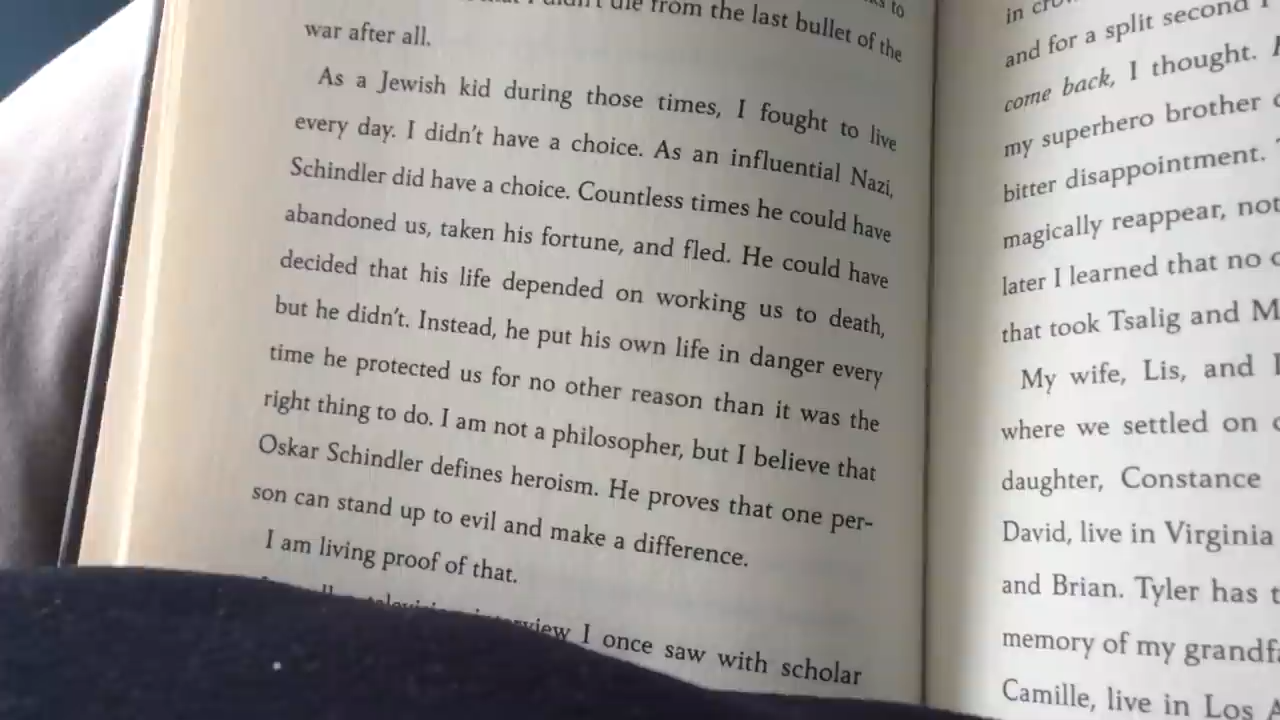 die from the last bullet of the
war after all.
As a Jewish kid during those times, I fought to live
every day. I didn't have a choice. As an influential Nazi,
Schindler did have a choice. Countless times he could have
abandoned us, taken his fortune, and fled. He could have
decided that his life depended on working us to death,
but he didn't. Instead, he put his own life in danger every
time he protected us for no other reason than it was the
right thing to do. I am not a philosopher, but I believe that
Oskar Schindler defines heroism. He proves that one per-
son can stand up to evil and make a difference.
I am living proof of that.
I once saw with scholar
in
and for a split second
come back, I thought.
my superhero brother
bitter disappointment.
magically reappear,
later I learned that no
that took Tsalig and
My wife, Lis, and
where we settled on
daughter, Constance
David, live in Virginia
and Brian. Tyler has
memory of my
Camille, live in Los